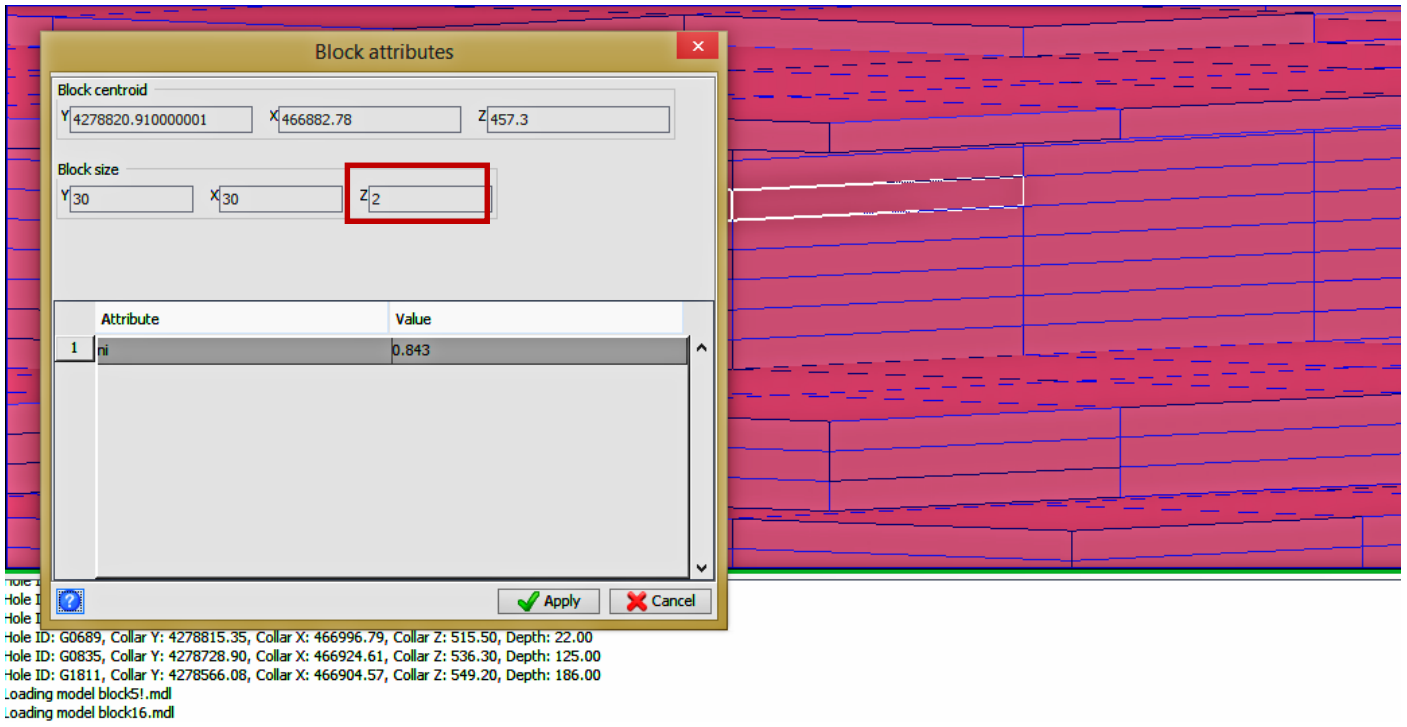 Block attributes
Block centroid
Y 4278820.910000001 X 466882.78 Z 457.3
Block size
Y 30 X 30 Z 2
Attribute Value
1 ni 0.843
Apply Cancel
Hole I
Hole I
Hole ID: G0689, Collar Y: 4278815.35, Collar X: 466996.79, Collar Z: 515.50, Depth: 22.00
Hole ID: G0835, Collar Y: 4278728.90, Collar X: 466924.61, Collar Z: 536.30, Depth: 125.00
Hole ID: G1811, Collar Y: 4278566.08, Collar X: 466904.57, Collar Z: 549.20, Depth: 186.00
Loading model block5!.mdl
Loading model block16.mdl